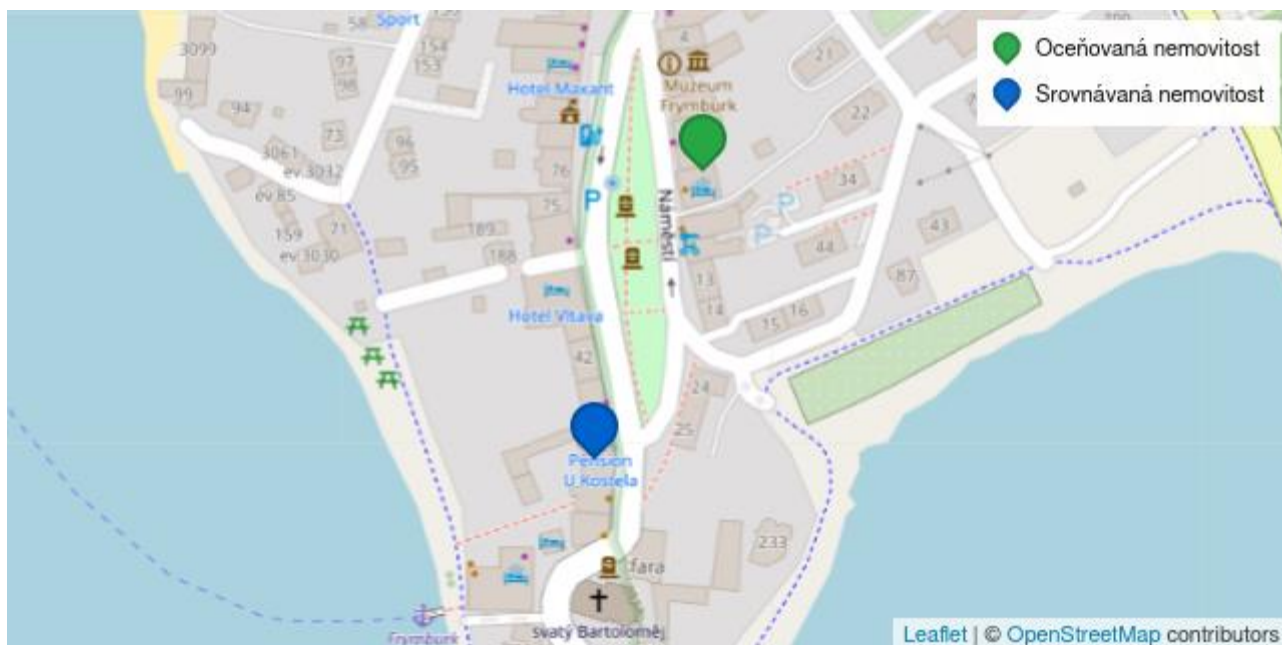 Oceňovaná nemovitost
Srovnávaná nemovitost
Sport
58
3099
154
153
97
98
99
94
4
21
Muzeum
Frymburk
Hotel Maxant
22
73
96
95
3061
ev.3032
ev.85
76
75
P
34
P
P
159
71
ev.3030
189
188
Náměstí
44
43
13
87
14
Hotel Vltava
15
16
42
24
25
Pension
U Kostela
233
fara
svatý Bartoloměj
Frymburk
Leaflet | © OpenStreetMap contributors